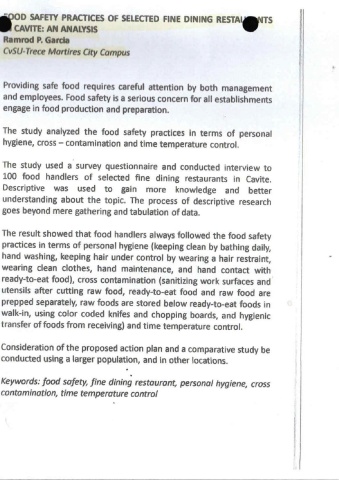 FOOD SAFETY PRACTICES OF SELECTED FINE DINING
CAVITE: AN ANALYSIS
Ramrod P. Garcia
CvSU-Trece Martires City Campus
Providing safe food requires careful attention by both management
and employees. Food safety is a serious concern for all establishments
engage in food production and preparation.
The study analyzed the food safety practices in terms of personal
hygiene, cross – contamination and time temperature control.
The study used a survey questionnaire and conducted interview to
100 food handlers of selected fine dining restaurants in Cavite.
Descriptive was used to gain more knowledge and better
understanding about the topic. The process of descriptive research
goes beyond mere gathering and tabulation of data.
The result showed that food handlers always followed the food safety
practices in terms of personal hygiene (keeping clean by bathing daily,
hand washing, keeping hair under control by wearing a hair restraint,
wearing clean clothes, hand maintenance, and hand contact with
ready-to-eat food), cross contamination (sanitizing work surfaces and
utensils after cutting raw food, ready-to-eat food and raw food are
prepped separately, raw foods are stored below ready-to-eat foods in
walk-in, using color coded knifes and chopping boards, and hygienic
transfer of foods from receiving) and time temperature control.
Consideration of the proposed action plan and a comparative study be
conducted using a larger population, and in other locations.
Keywords: food safety, fine dining restaurant, personal hygiene, cross
contamination, time temperature control